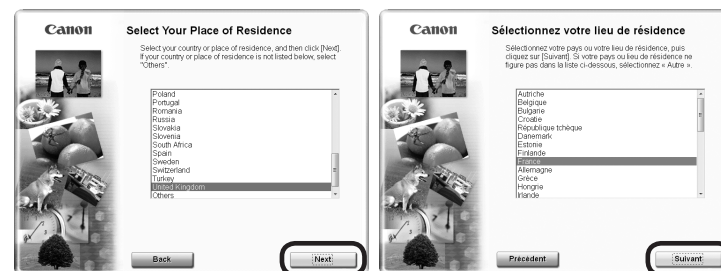 Canon
Select Your Place of Residence
Select your country or place of residence, and then click [Next].
If your country or place of residence is not listed below, select
"Others".
Poland
Portugal
Romania
Russia
Slovakia
Slovenia
South Africa
Spain
Sweden
Switzerland
Turkey
United Kingdom
Others
Back
Next
Canon
Sélectionnez votre lieu de résidence
Sélectionnez votre pays ou votre lieu de résidence, puis
cliquez sur [Suivant]. Si votre pays ou lieu de résidence ne
figure pas dans la liste ci-dessous, sélectionnez « Autre ».
Autriche
Belgique
Bulgarie
Croatie
République tchèque
Danemark
Estonie
Finlande
France
Allemagne
Grèce
Hongrie
Irlande
Précédent
Suivant